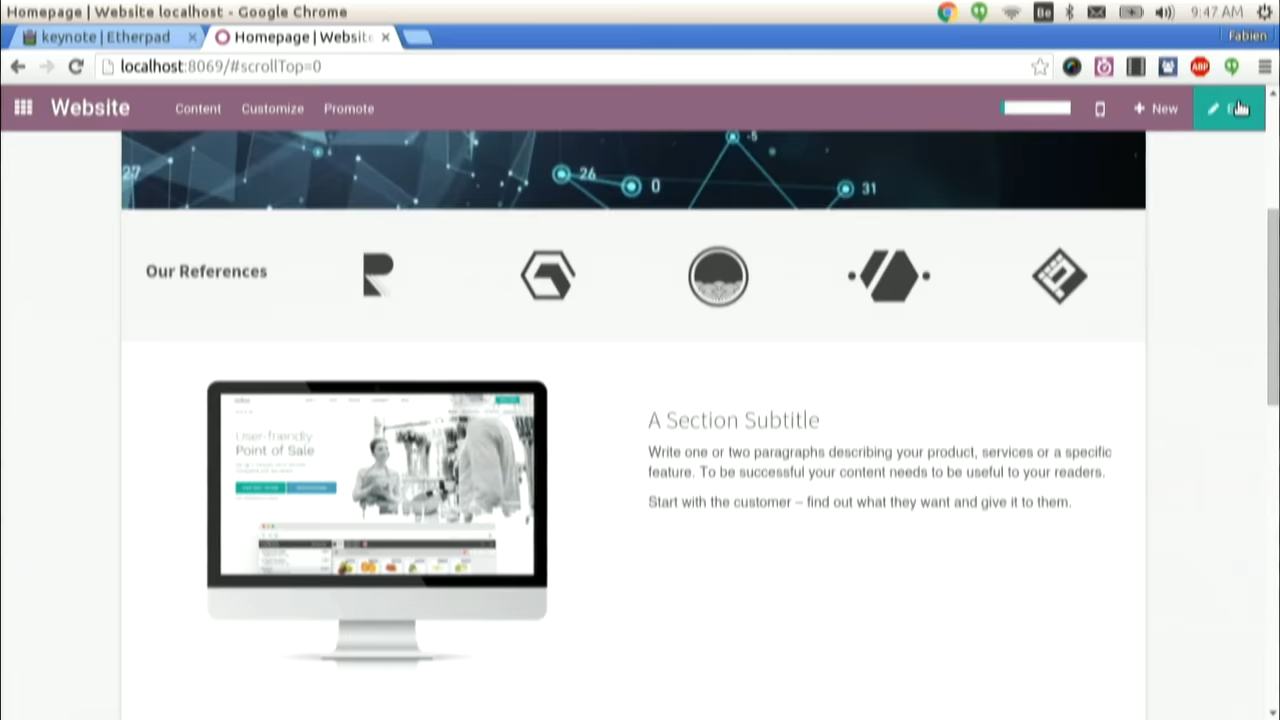 Homepage | Website localhost - Google Chrome
Be
9:47 AM
keynote | Etherpad
Homepage | Website
Fabien
localhost:8069/#scrollTop=0
ABP
Website
Content
Customize
Promote
New
27
26
0
-5
31
Our References
A Section Subtitle
User-friendly
Point of Sale
Write one or two paragraphs describing your product, services or a specific
feature. To be successful your content needs to be useful to your readers.
Start with the customer – find out what they want and give it to them.